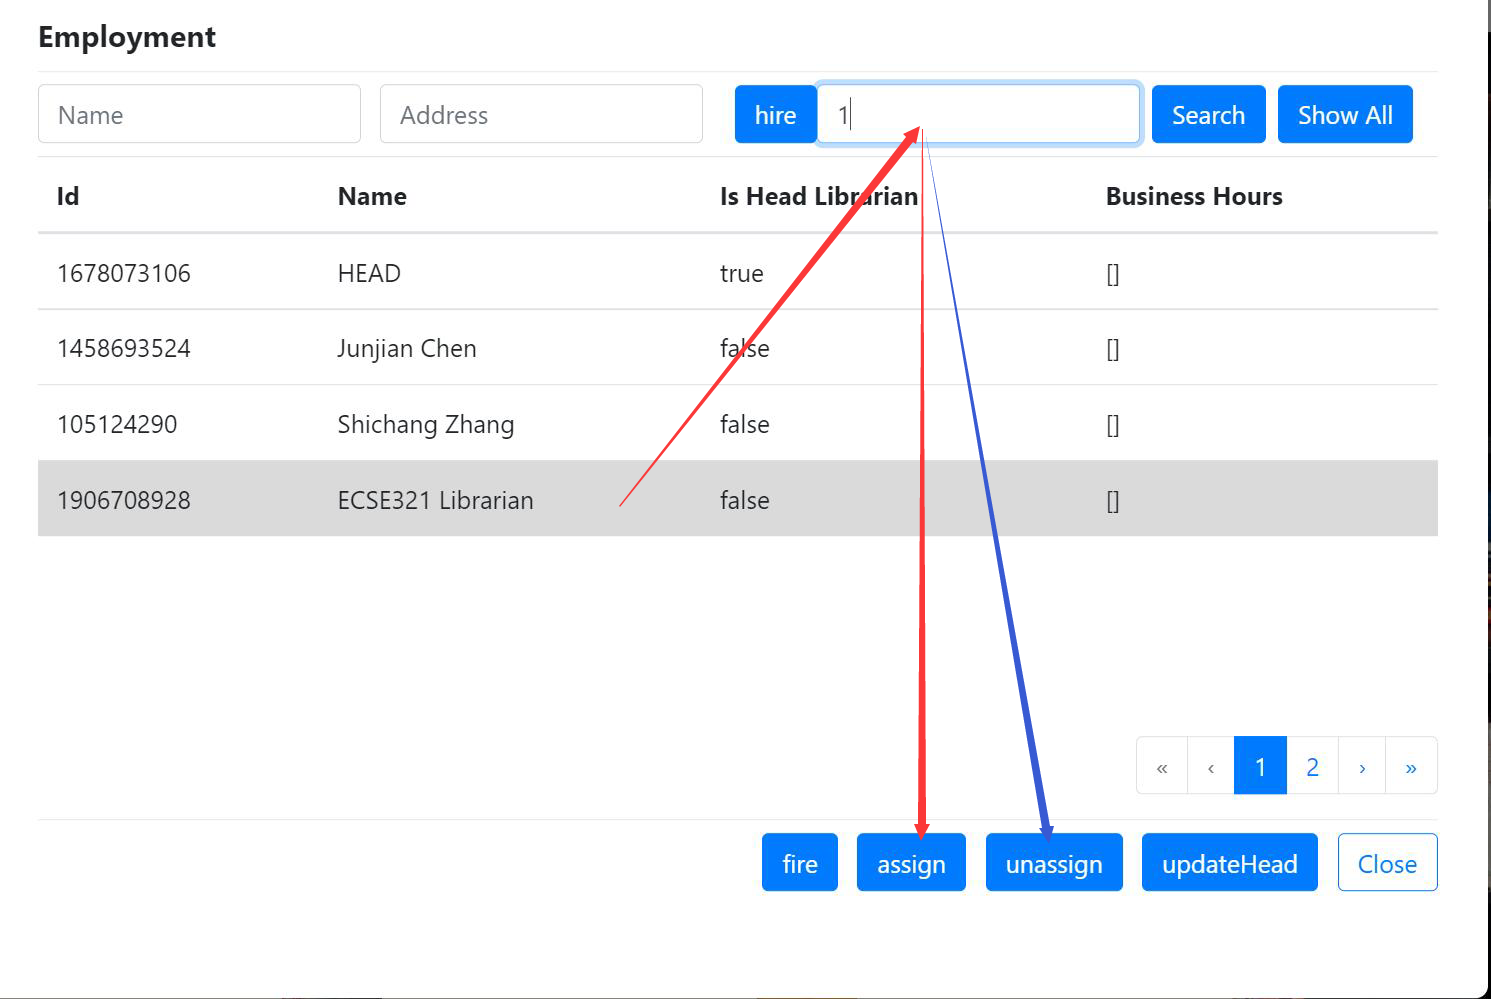 Employment
Name Address hire 1 Search Show All
Id Name Is Head Librarian Business Hours
1678073106 HEAD true []
1458693524 Junjian Chen false []
105124290 Shichang Zhang false []
1906708928 ECSE321 Librarian false []
« ‹ 1 2 › »
fire assign unassign updateHead Close